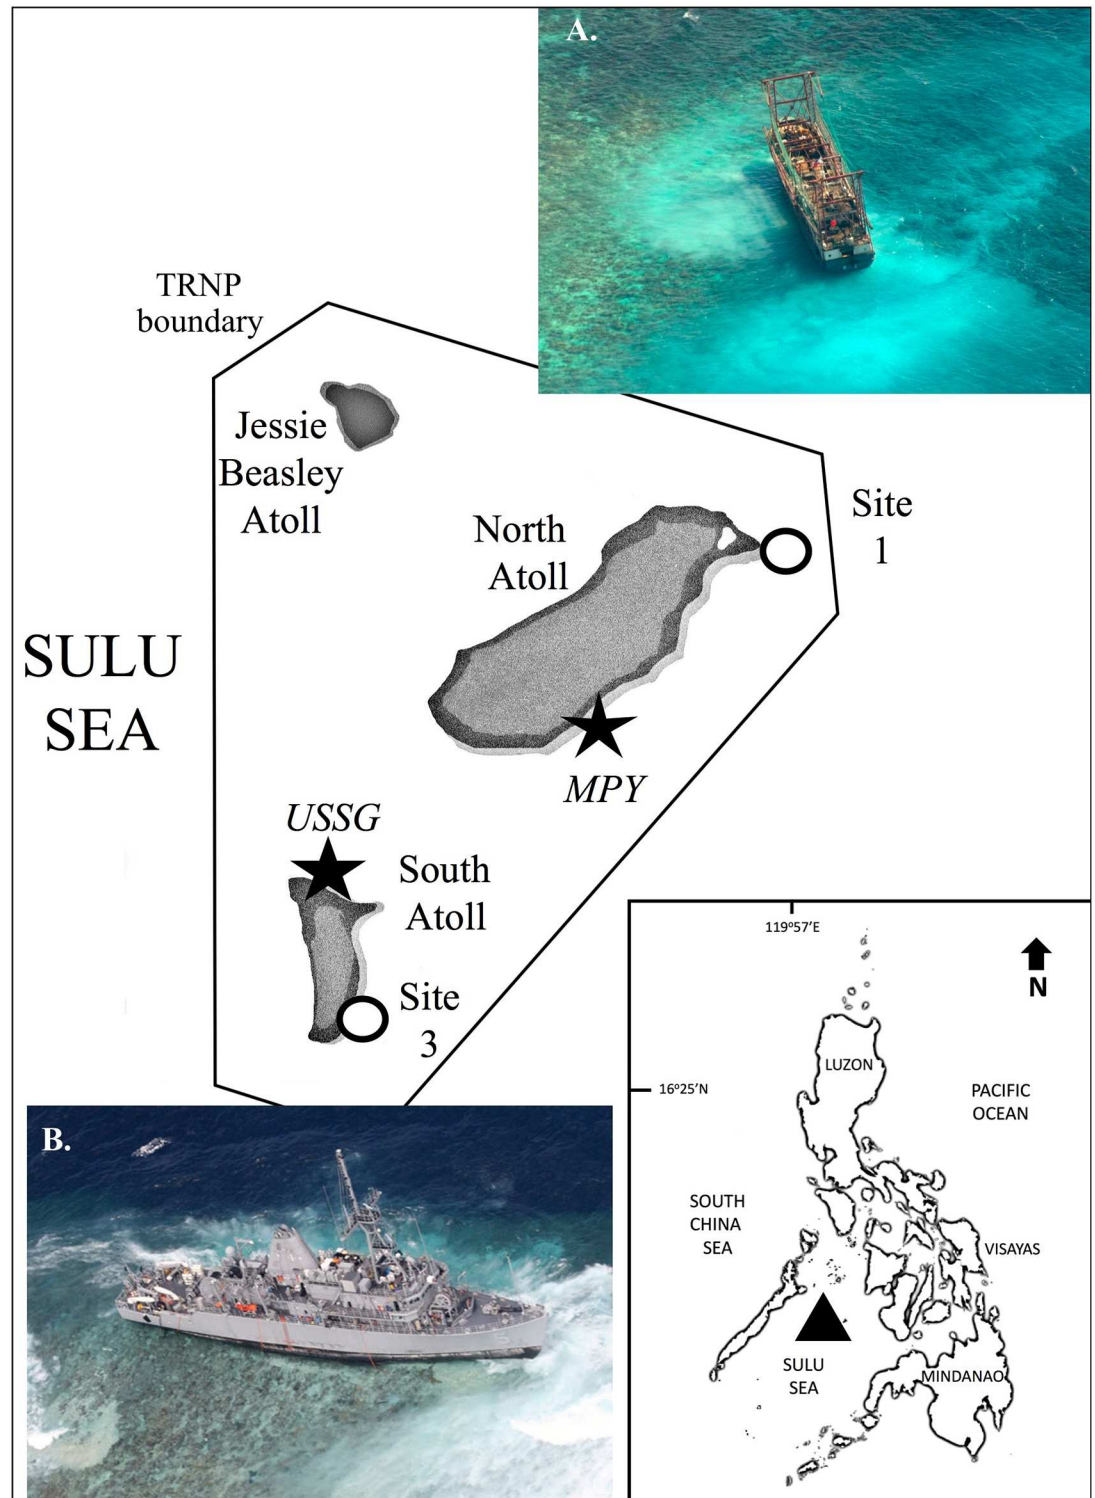 A.
TRNP
boundary
Jessie
Beasley
Atoll
North
Atoll
Site
1
SULU
SEA
MPY
USSG
South
Atoll
Site
3
119°57'E
N
LUZON
16°25'N
PACIFIC
OCEAN
SOUTH
CHINA
SEA
VISAYAS
SULU
SEA
MINDANAO
B.